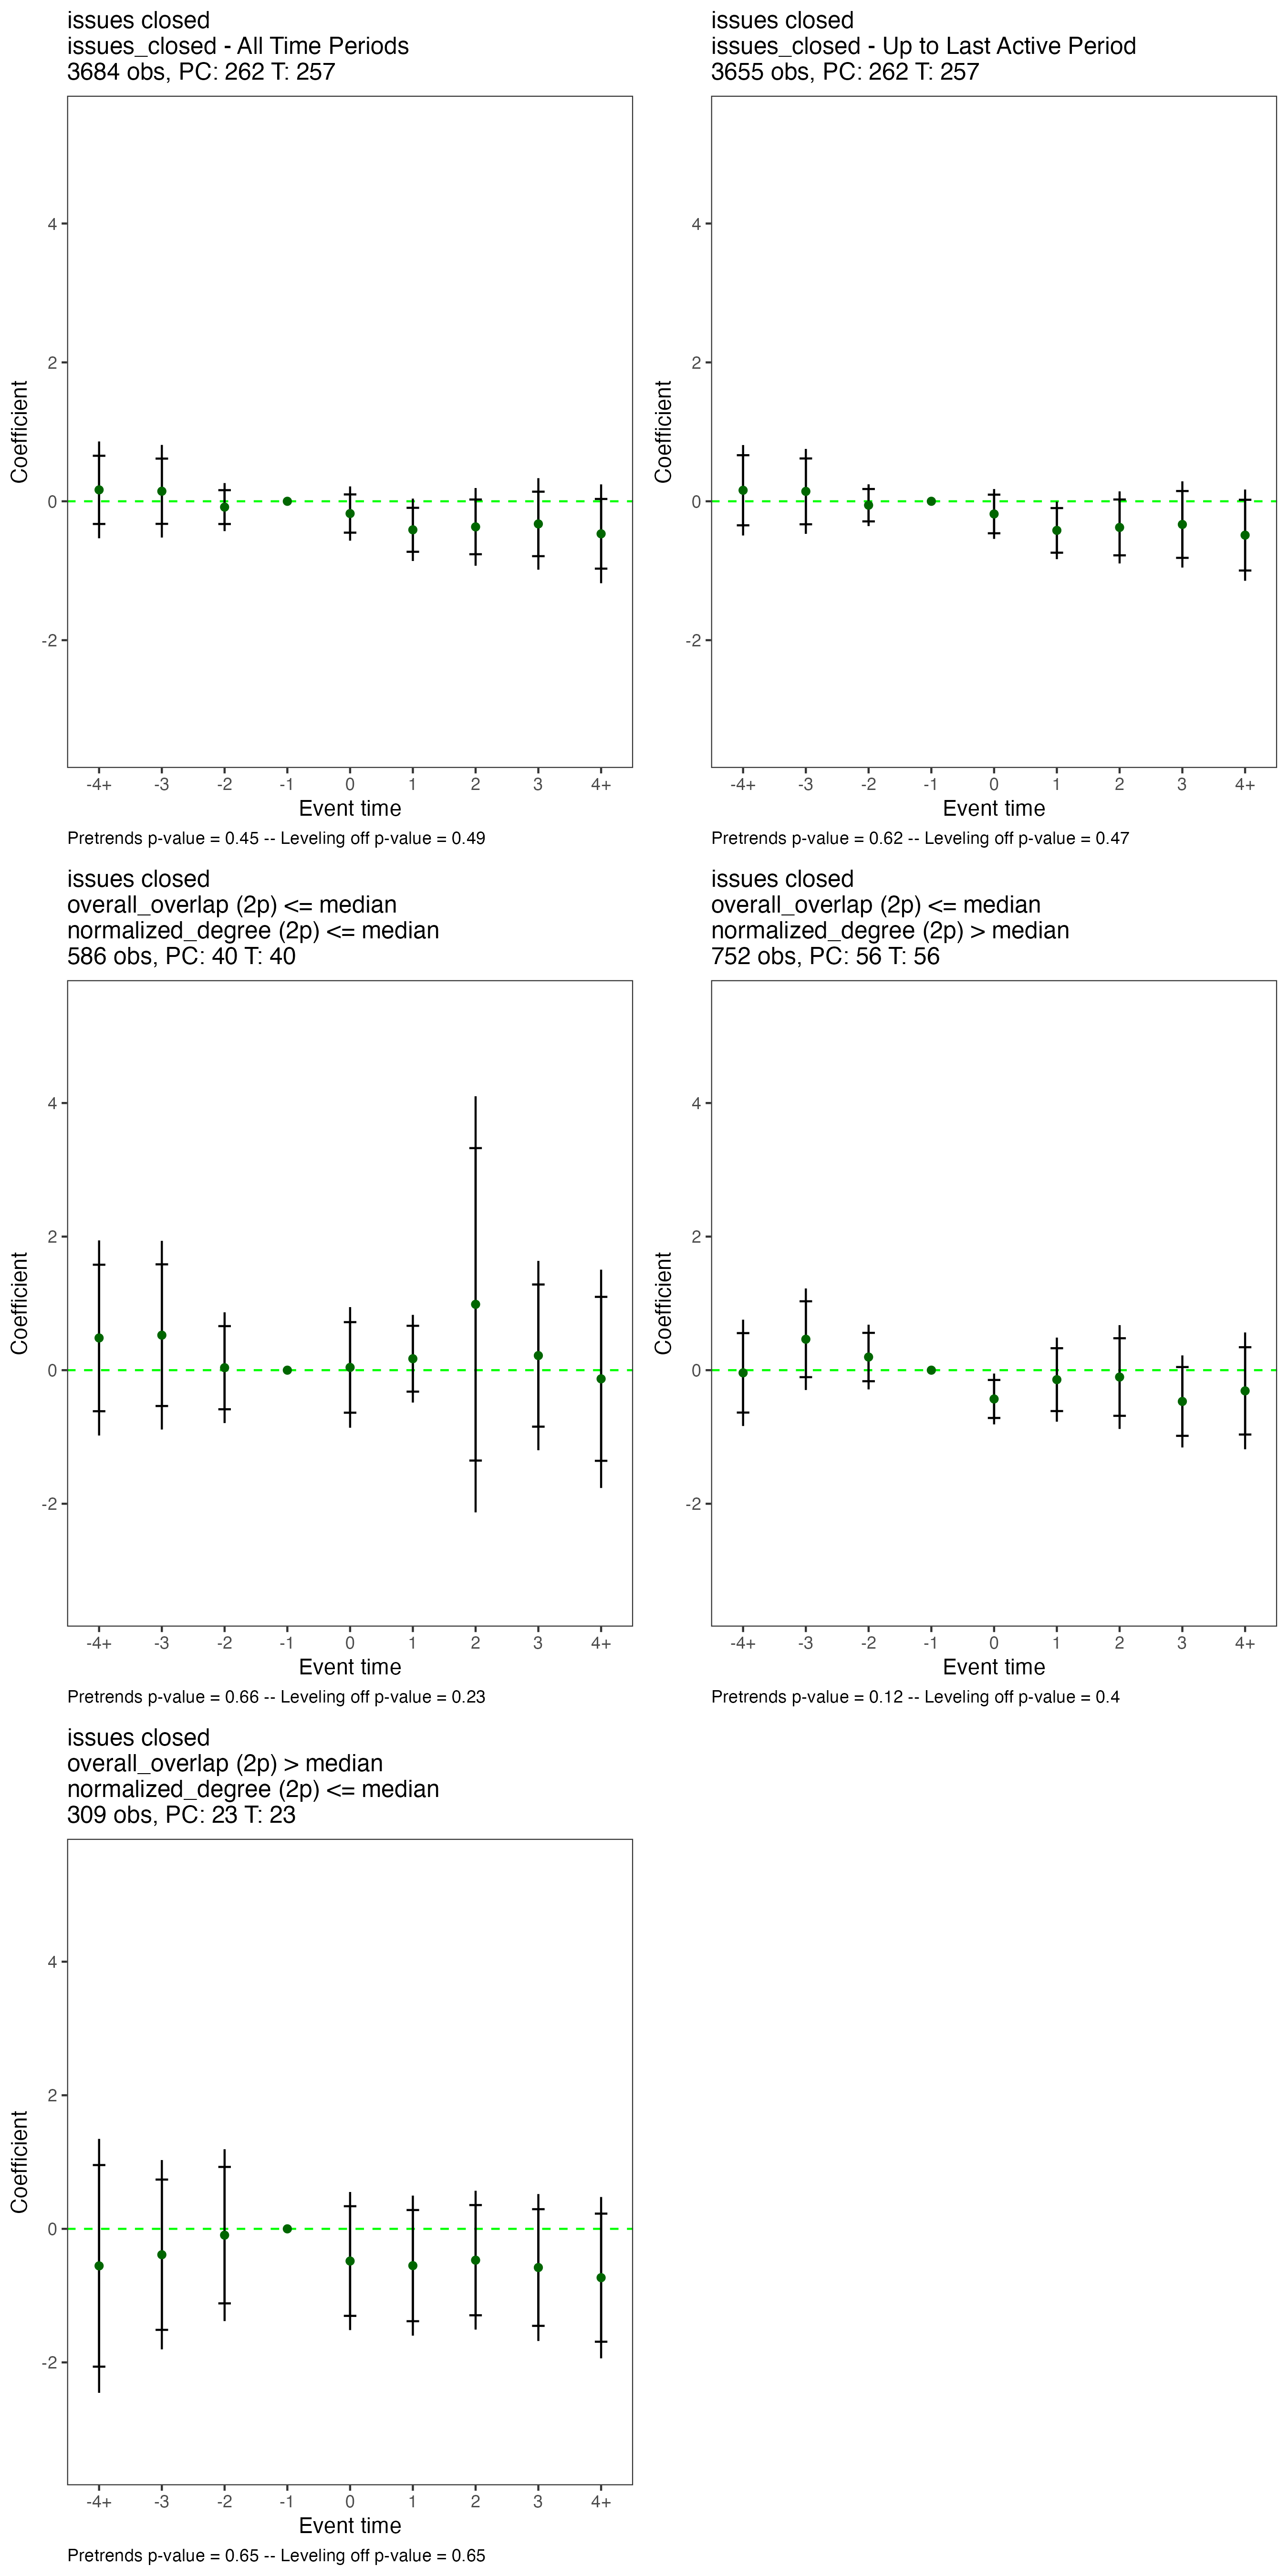 issues closed
issues_closed - All Time Periods
3684 obs, PC: 262 T: 257
Coefficient
4
2
0
-2
-4+ -3 -2 -1 0 1 2 3 4+
Event time
Pretrends p-value = 0.45 -- Leveling off p-value = 0.49
issues closed
issues_closed - Up to Last Active Period
3655 obs, PC: 262 T: 257
Coefficient
4
2
0
-2
-4+ -3 -2 -1 0 1 2 3 4+
Event time
Pretrends p-value = 0.62 -- Leveling off p-value = 0.47
issues closed
overall_overlap (2p) <= median
normalized_degree (2p) <= median
586 obs, PC: 40 T: 40
Coefficient
4
2
0
-2
-4+ -3 -2 -1 0 1 2 3 4+
Event time
Pretrends p-value = 0.66 -- Leveling off p-value = 0.23
issues closed
overall_overlap (2p) <= median
normalized_degree (2p) > median
752 obs, PC: 56 T: 56
Coefficient
4
2
0
-2
-4+ -3 -2 -1 0 1 2 3 4+
Event time
Pretrends p-value = 0.12 -- Leveling off p-value = 0.4
issues closed
overall_overlap (2p) > median
normalized_degree (2p) <= median
309 obs, PC: 23 T: 23
Coefficient
4
2
0
-2
-4+ -3 -2 -1 0 1 2 3 4+
Event time
Pretrends p-value = 0.65 -- Leveling off p-value = 0.65